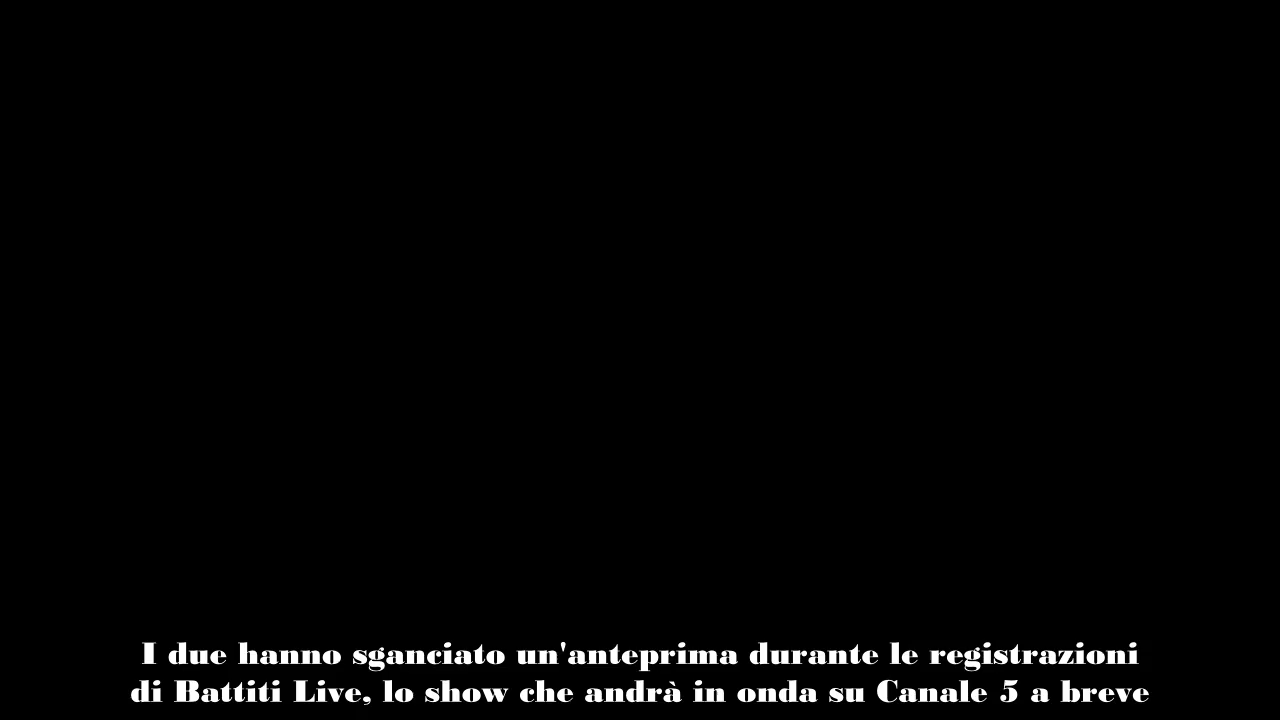 I due hanno sganciato un'anteprima durante le registrazioni
di Battiti Live, lo show che andrà in onda su Canale 5 a breve